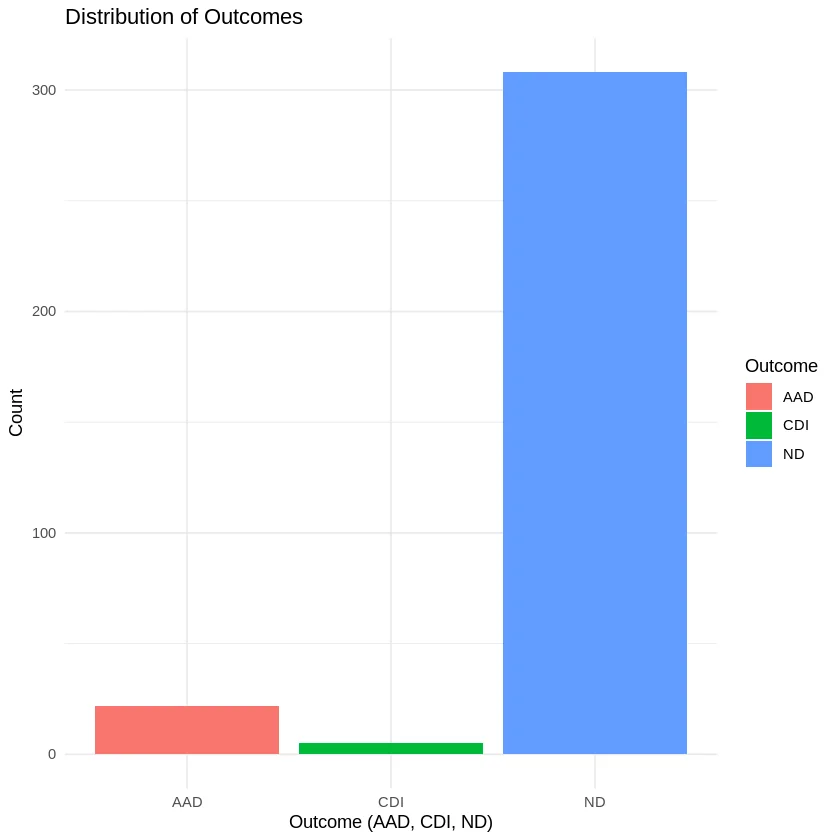 Distribution of Outcomes
Count
300
200
100
0
AAD
CDI
ND
Outcome (AAD, CDI, ND)
Outcome
AAD
CDI
ND